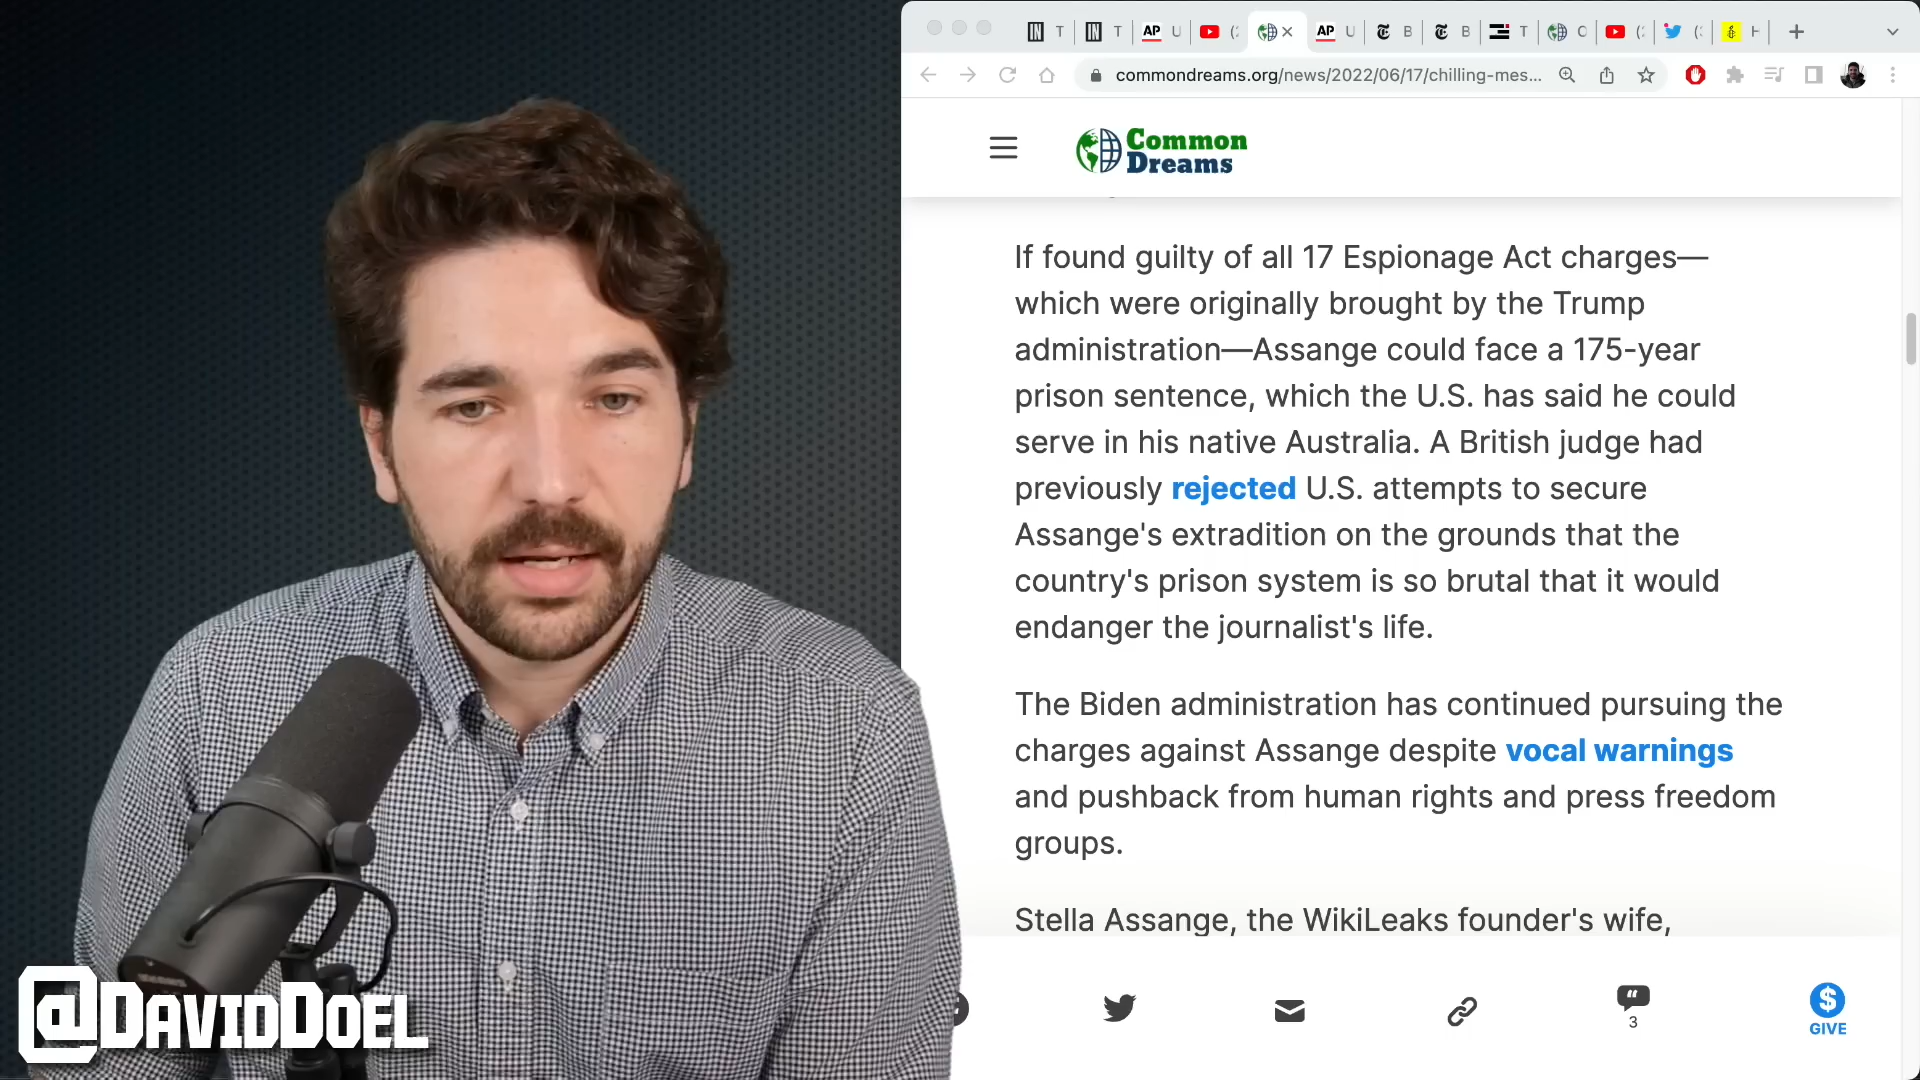 T
T
AP U
(
AP U
B
B
T
C
(
(
H
commondreams.org/news/2022/06/17/chilling-mes...
Common
Dreams
If found guilty of all 17 Espionage Act charges—
which were originally brought by the Trump
administration—Assange could face a 175-year
prison sentence, which the U.S. has said he could
serve in his native Australia. A British judge had
previously rejected U.S. attempts to secure
Assange's extradition on the grounds that the
country's prison system is so brutal that it would
endanger the journalist's life.
The Biden administration has continued pursuing the
charges against Assange despite vocal warnings
and pushback from human rights and press freedom
groups.
Stella Assange, the WikiLeaks founder's wife,
3
GIVE
@DavidDoel